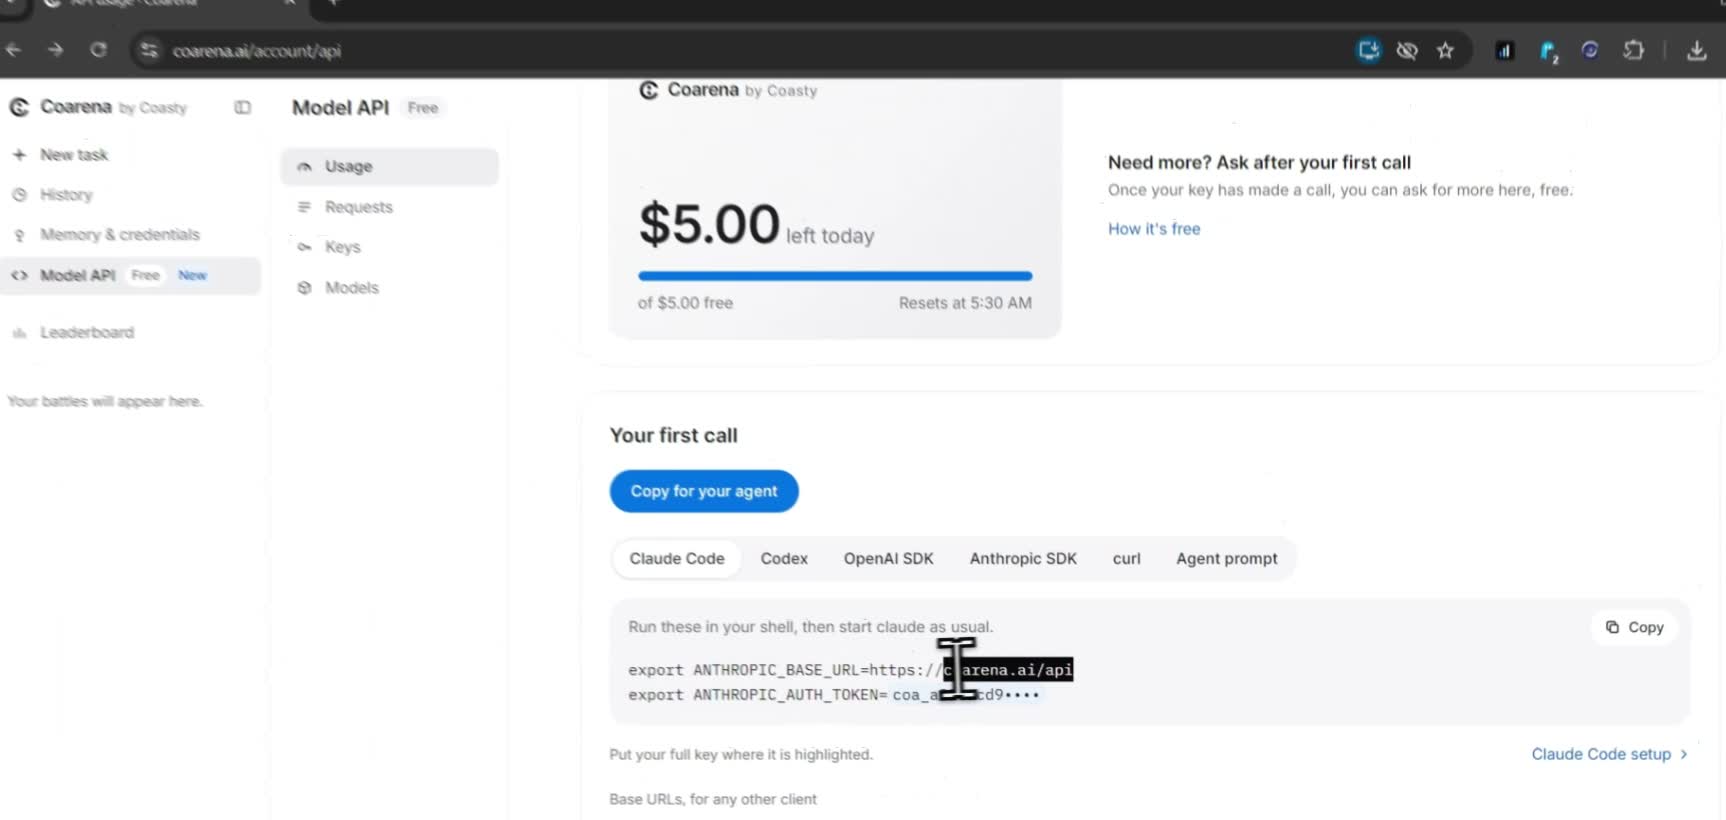 coarena.ai/account/api
Coarena by Coasty
New task
History
Memory & credentials
Model API Free New
Leaderboard
Your battles will appear here.
Model API Free
Usage
Requests
Keys
Models
Coarena by Coasty
$5.00 left today
of $5.00 free Resets at 5:30 AM
Need more? Ask after your first call
Once your key has made a call, you can ask for more here, free.
How it's free
Your first call
Copy for your agent
Claude Code Codex OpenAI SDK Anthropic SDK curl Agent prompt
Run these in your shell, then start claude as usual.
Copy
export ANTHROPIC_BASE_URL=https://coarena.ai/api
export ANTHROPIC_AUTH_TOKEN=
Put your full key where it is highlighted.
Claude Code setup
Base URLs, for any other client